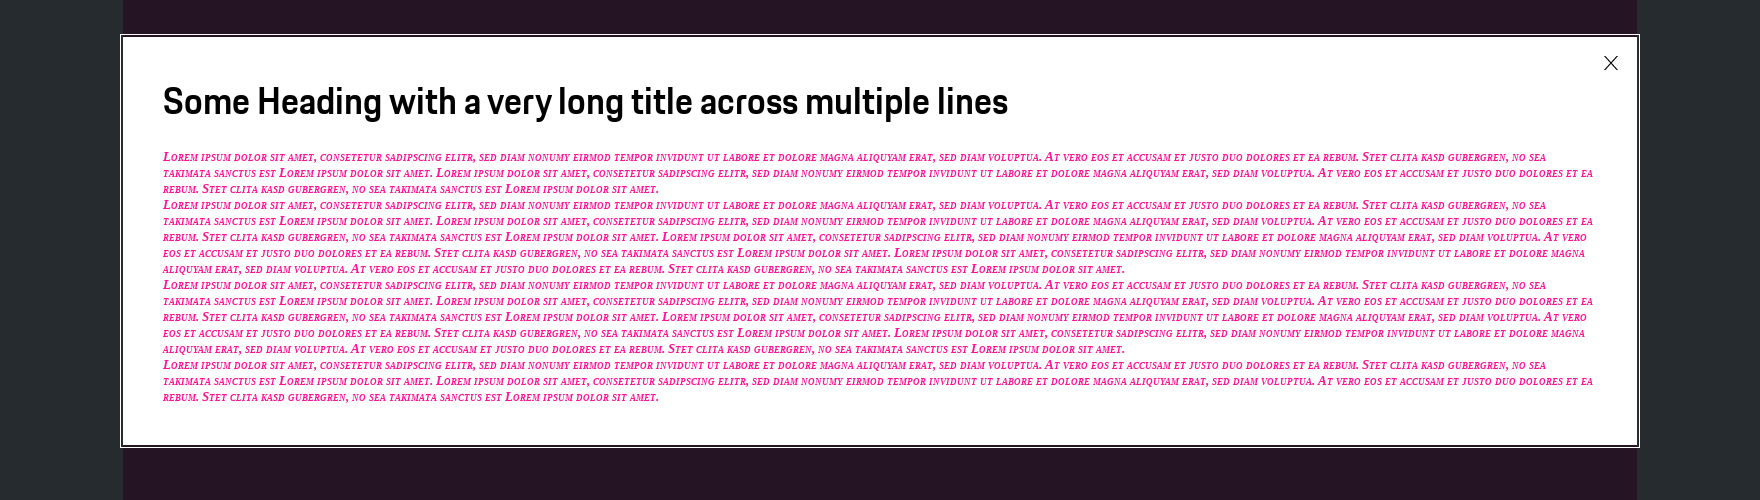 Some Heading with a very long title across multiple lines
Lorem ipsum dolor sit amet, consetetur sadipscing elitr, sed diam nonumy eirmod tempor invidunt ut labore et dolore magna aliquyam erat, sed diam voluptua. At vero eos et accusam et justo duo dolores et ea rebum. Stet clita kasd gubergren, no sea
takimata sanctus est Lorem ipsum dolor sit amet. Lorem ipsum dolor sit amet, consetetur sadipscing elitr, sed diam nonumy eirmod tempor invidunt ut labore et dolore magna aliquyam erat, sed diam voluptua. At vero eos et accusam et justo duo dolores et ea
rebum. Stet clita kasd gubergren, no sea takimata sanctus est Lorem ipsum dolor sit amet.
Lorem ipsum dolor sit amet, consetetur sadipscing elitr, sed diam nonumy eirmod tempor invidunt ut labore et dolore magna aliquyam erat, sed diam voluptua. At vero eos et accusam et justo duo dolores et ea rebum. Stet clita kasd gubergren, no sea
takimata sanctus est Lorem ipsum dolor sit amet. Lorem ipsum dolor sit amet, consetetur sadipscing elitr, sed diam nonumy eirmod tempor invidunt ut labore et dolore magna aliquyam erat, sed diam voluptua. At vero eos et accusam et justo duo dolores et ea
rebum. Stet clita kasd gubergren, no sea takimata sanctus est Lorem ipsum dolor sit amet. Lorem ipsum dolor sit amet, consetetur sadipscing elitr, sed diam nonumy eirmod tempor invidunt ut labore et dolore magna aliquyam erat, sed diam voluptua. At vero
eos et accusam et justo duo dolores et ea rebum. Stet clita kasd gubergren, no sea takimata sanctus est Lorem ipsum dolor sit amet. Lorem ipsum dolor sit amet, consetetur sadipscing elitr, sed diam nonumy eirmod tempor invidunt ut labore et dolore magna
aliquyam erat, sed diam voluptua. At vero eos et accusam et justo duo dolores et ea rebum. Stet clita kasd gubergren, no sea takimata sanctus est Lorem ipsum dolor sit amet.
Lorem ipsum dolor sit amet, consetetur sadipscing elitr, sed diam nonumy eirmod tempor invidunt ut labore et dolore magna aliquyam erat, sed diam voluptua. At vero eos et accusam et justo duo dolores et ea rebum. Stet clita kasd gubergren, no sea
takimata sanctus est Lorem ipsum dolor sit amet. Lorem ipsum dolor sit amet, consetetur sadipscing elitr, sed diam nonumy eirmod tempor invidunt ut labore et dolore magna aliquyam erat, sed diam voluptua. At vero eos et accusam et justo duo dolores et ea
rebum. Stet clita kasd gubergren, no sea takimata sanctus est Lorem ipsum dolor sit amet. Lorem ipsum dolor sit amet, consetetur sadipscing elitr, sed diam nonumy eirmod tempor invidunt ut labore et dolore magna aliquyam erat, sed diam voluptua. At vero
eos et accusam et justo duo dolores et ea rebum. Stet clita kasd gubergren, no sea takimata sanctus est Lorem ipsum dolor sit amet. Lorem ipsum dolor sit amet, consetetur sadipscing elitr, sed diam nonumy eirmod tempor invidunt ut labore et dolore magna
aliquyam erat, sed diam voluptua. At vero eos et accusam et justo duo dolores et ea rebum. Stet clita kasd gubergren, no sea takimata sanctus est Lorem ipsum dolor sit amet.
Lorem ipsum dolor sit amet, consetetur sadipscing elitr, sed diam nonumy eirmod tempor invidunt ut labore et dolore magna aliquyam erat, sed diam voluptua. At vero eos et accusam et justo duo dolores et ea rebum. Stet clita kasd gubergren, no sea
takimata sanctus est Lorem ipsum dolor sit amet. Lorem ipsum dolor sit amet, consetetur sadipscing elitr, sed diam nonumy eirmod tempor invidunt ut labore et dolore magna aliquyam erat, sed diam voluptua. At vero eos et accusam et justo duo dolores et ea
rebum. Stet clita kasd gubergren, no sea takimata sanctus est Lorem ipsum dolor sit amet.